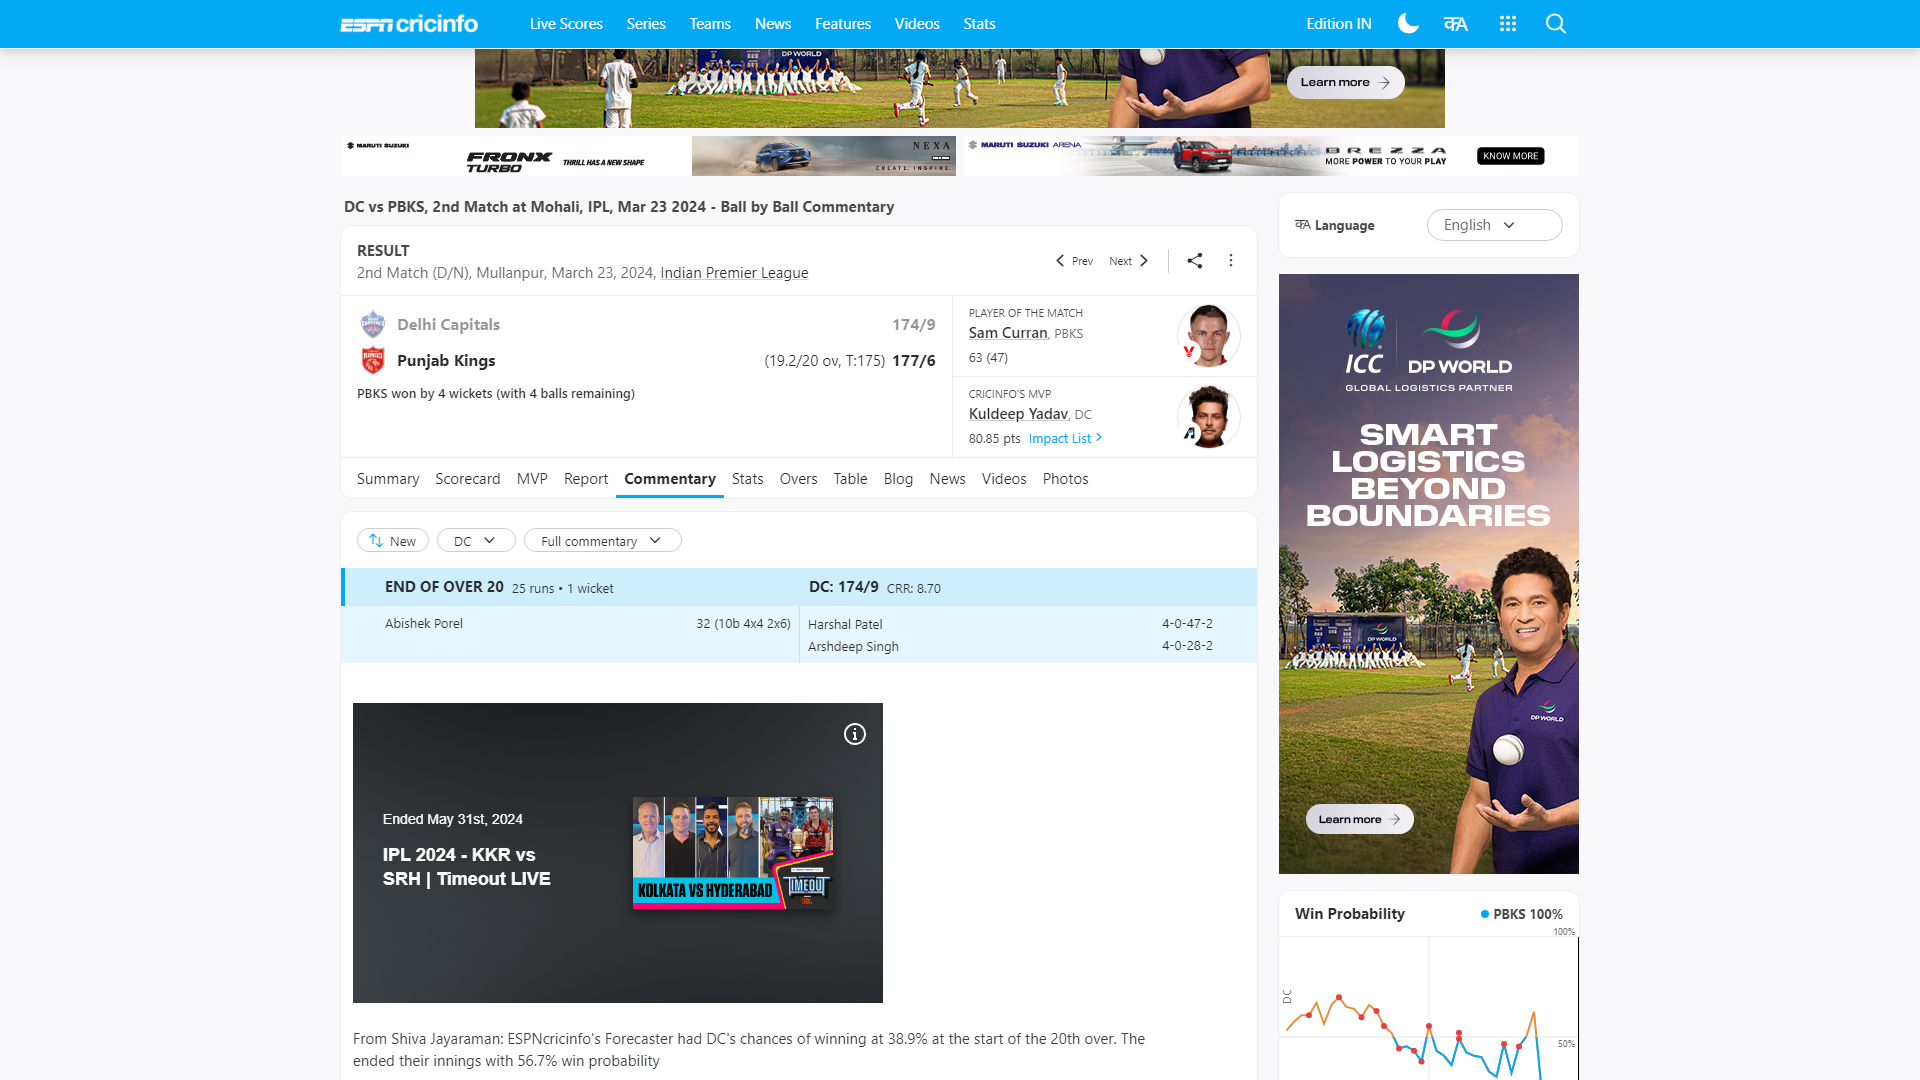 ESPN cricinfo
Live Scores
Series
Teams
News
Features
Videos
Stats
Edition IN
DP WORLD
Learn more
MARUTI SUZUKI
FRONX
TURBO
THRILL HAS A NEW SHAPE
NEXA
CREATE. INSPIRE.
MARUTI SUZUKI ARENA
BREZZA
MORE POWER TO YOUR PLAY
KNOW MORE
DC vs PBKS, 2nd Match at Mohali, IPL, Mar 23 2024 - Ball by Ball Commentary
RESULT
2nd Match (D/N), Mullanpur, March 23, 2024, Indian Premier League
Prev
Next
Delhi Capitals 174/9
Punjab Kings (19.2/20 ov, T:175) 177/6
PBKS won by 4 wickets (with 4 balls remaining)
PLAYER OF THE MATCH
Sam Curran, PBKS
63 (47)
CRICINFO'S MVP
Kuldeep Yadav, DC
80.85 pts Impact List
Summary
Scorecard
MVP
Report
Commentary
Stats
Overs
Table
Blog
News
Videos
Photos
New
DC
Full commentary
END OF OVER 20 25 runs • 1 wicket
DC: 174/9 CRR: 8.70
Abishek Porel 32 (10b 4x4 2x6)
Harshal Patel 4-0-47-2
Arshdeep Singh 4-0-28-2
Ended May 31st, 2024
IPL 2024 - KKR vs
SRH | Timeout LIVE
KOLKATA VS HYDERABAD
TIMEOUT
From Shiva Jayaraman: ESPNcricinfo's Forecaster had DC's chances of winning at 38.9% at the start of the 20th over. The
ended their innings with 56.7% win probability
Language
English
ICC
DP WORLD
GLOBAL LOGISTICS PARTNER
SMART
LOGISTICS
BEYOND
BOUNDARIES
DP WORLD
DP WORLD
Learn more
Win Probability
PBKS 100%
100%
DC
50%